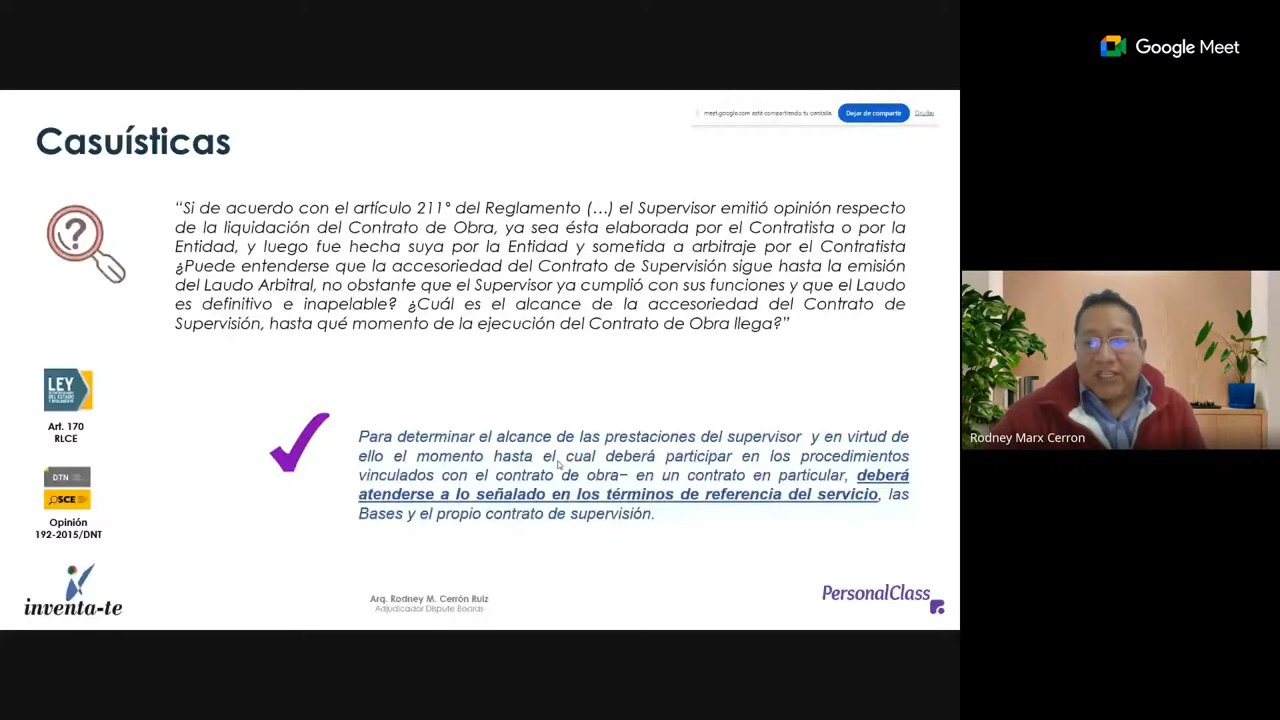 Google Meet
meet.google.com está compartiendo tu pantalla.
Dejar de compartir
Ocultar
Casuísticas
“Si de acuerdo con el artículo 211° del Reglamento (…) el Supervisor emitió opinión respecto
de la liquidación del Contrato de Obra, ya sea ésta elaborada por el Contratista o por la
Entidad, y luego fue hecha suya por la Entidad y sometida a arbitraje por el Contratista
¿Puede entenderse que la accesoriedad del Contrato de Supervisión sigue hasta la emisión
del Laudo Arbitral, no obstante que el Supervisor ya cumplió con sus funciones y que el Laudo
es definitivo e inapelable? ¿Cuál es el alcance de la accesoriedad del Contrato de
Supervisión, hasta qué momento de la ejecución del Contrato de Obra llega?”
LEY
Art. 170
RLCE
Para determinar el alcance de las prestaciones del supervisor y en virtud de
ello el momento hasta el cual deberá participar en los procedimientos
vinculados con el contrato de obra– en un contrato en particular, deberá
atenderse a lo señalado en los términos de referencia del servicio, las
Bases y el propio contrato de supervisión.
DTN
OSCE
Opinión
192-2015/DNT
inventa-te
Arq. Rodney M. Cerrón Ruiz
Adjudicador Dispute Boards
PersonalClass
Rodney Marx Cerron